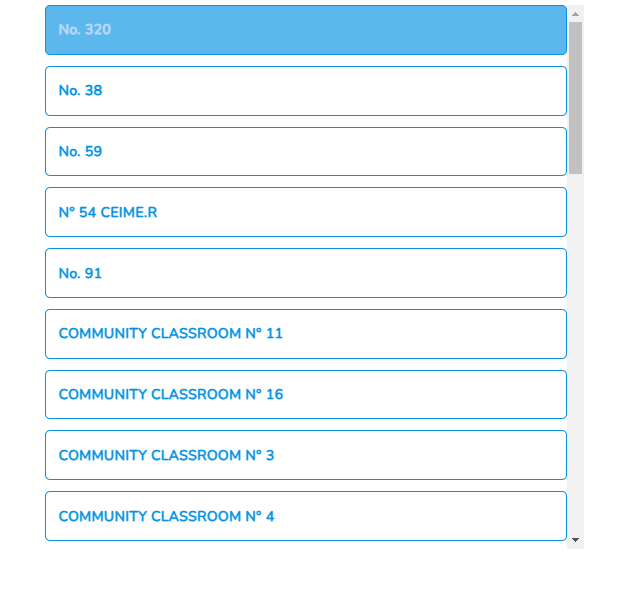 No. 320
No. 38
No. 59
N° 54 CEIME.R
No. 91
COMMUNITY CLASSROOM N° 11
COMMUNITY CLASSROOM N° 16
COMMUNITY CLASSROOM N° 3
COMMUNITY CLASSROOM N° 4